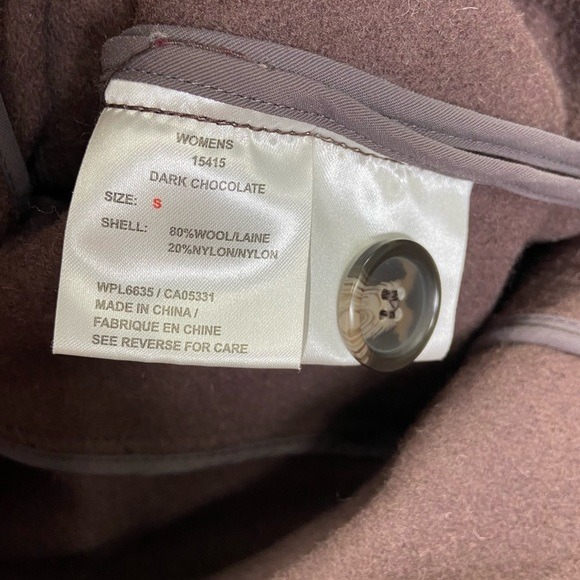 WOMENS
15415
DARK CHOCOLATE
SIZE: S
SHELL: 80%WOOL/LAINE
20%NYLON/NYLON
WPL6635 / CA05331
MADE IN CHINA /
FABRIQUE EN CHINE
SEE REVERSE FOR CARE